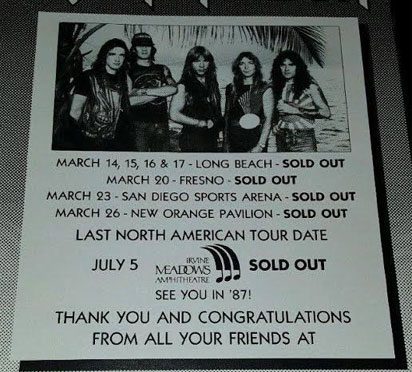 MARCH 14, 15, 16 & 17 - LONG BEACH - SOLD OUT
MARCH 20 - FRESNO - SOLD OUT
MARCH 23 - SAN DIEGO SPORTS ARENA - SOLD OUT
MARCH 26 - NEW ORANGE PAVILION - SOLD OUT
LAST NORTH AMERICAN TOUR DATE
JULY 5 IRVINE MEADOWS AMPHITHEATRE SOLD OUT
SEE YOU IN '87!
THANK YOU AND CONGRATULATIONS
FROM ALL YOUR FRIENDS AT